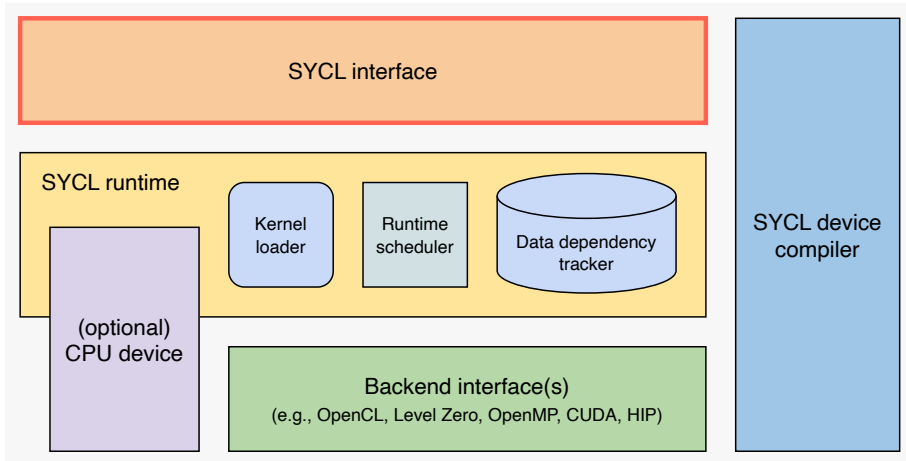 SYCL interface
SYCL runtime
Kernel
loader
Runtime
scheduler
Data dependency
tracker
(optional)
CPU device
Backend interface(s)
(e.g., OpenCL, Level Zero, OpenMP, CUDA, HIP)
SYCL device
compiler